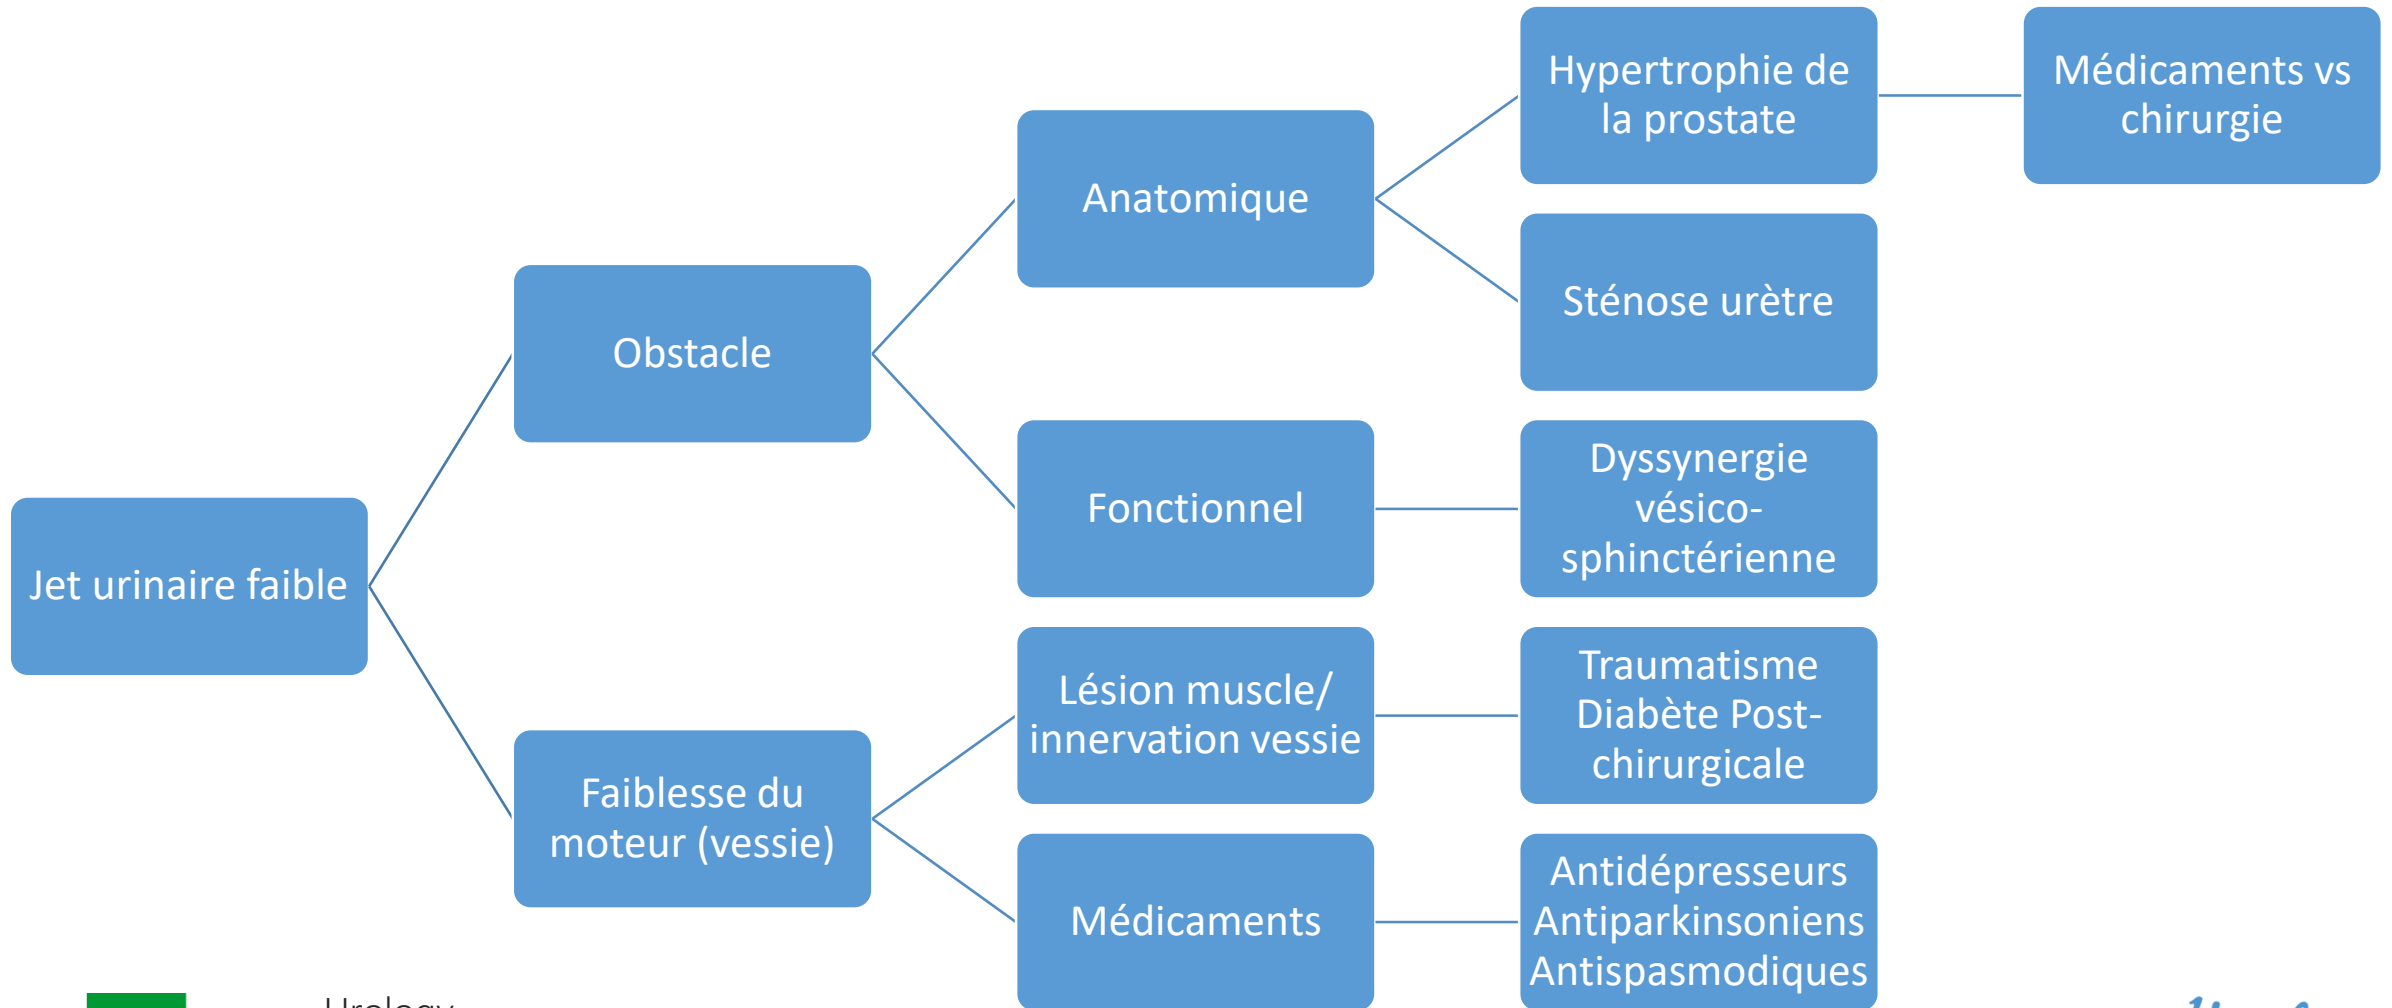 Hypertrophie de
la prostate
Médicaments vs
chirurgie
Anatomique
Sténose urètre
Obstacle
Fonctionnel
Dyssynergie
vésico-
sphinctérienne
Jet urinaire faible
Lésion muscle/
innervation vessie
Traumatisme
Diabète Post-
chirurgicale
Faiblesse du
moteur (vessie)
Médicaments
Antidépresseurs
Antiparkinsoniens
Antispasmodiques
Urology